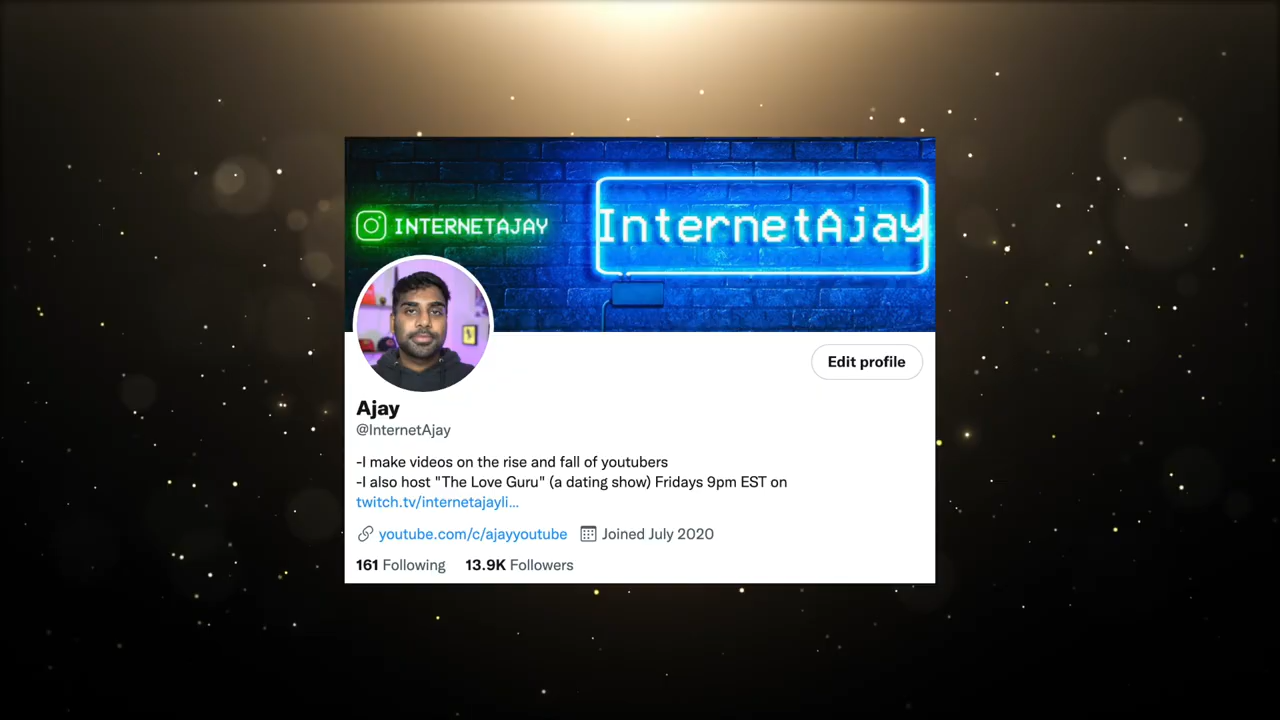 INTERNETAJAY
InternetAjay
Edit profile
Ajay
@InternetAjay
-I make videos on the rise and fall of youtubers
-I also host "The Love Guru" (a dating show) Fridays 9pm EST on
twitch.tv/internetajayli...
youtube.com/c/ajayyoutube Joined July 2020
161 Following 13.9K Followers